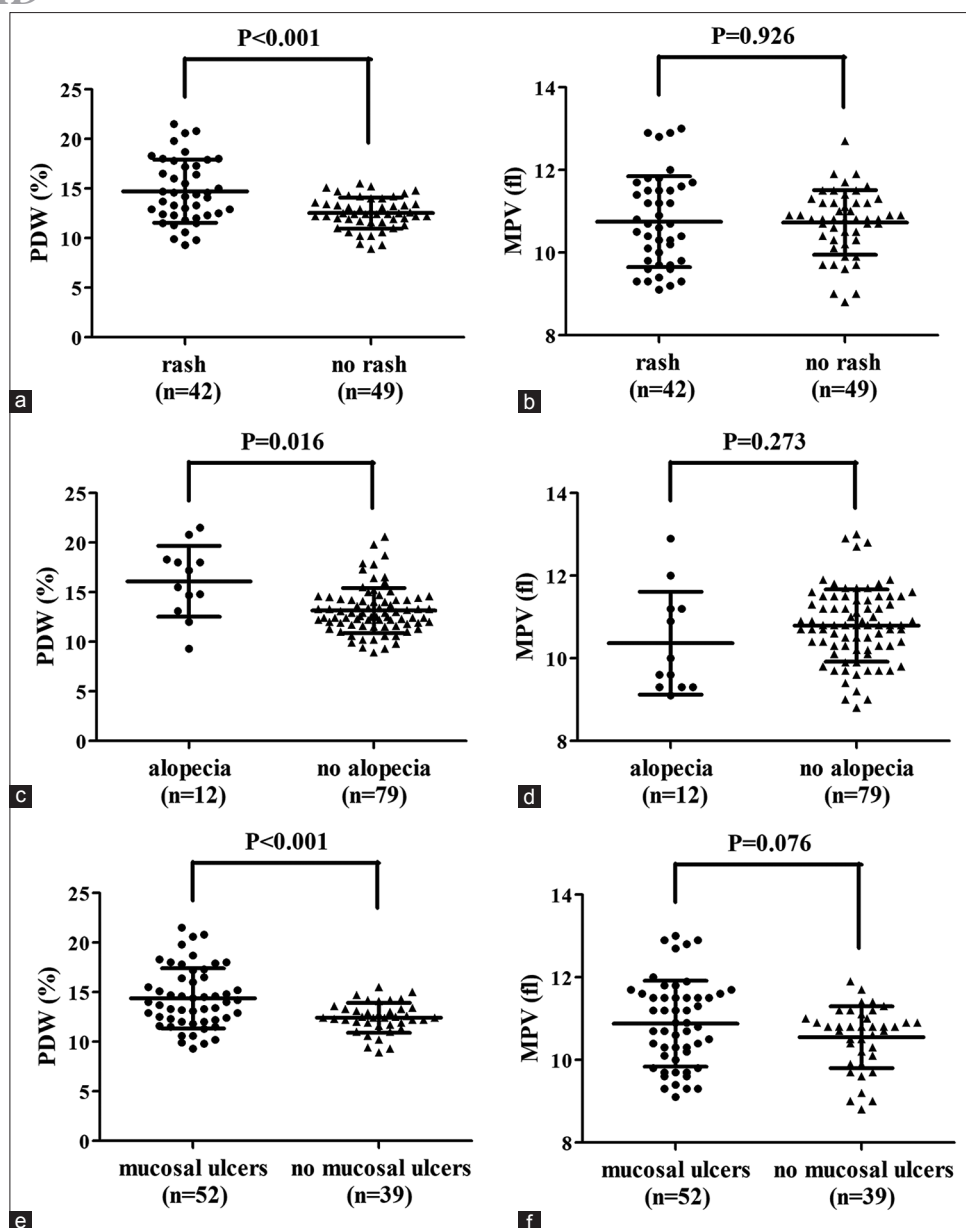 P<0.001
25
20
15
10
5
0
PDW (%)
rash
(n=42)
no rash
(n=49)
a
P=0.926
14
12
10
8
MPV (fl)
rash
(n=42)
no rash
(n=49)
b
P=0.016
25
20
15
10
5
0
PDW (%)
alopecia
(n=12)
no alopecia
(n=79)
c
P=0.273
14
12
10
8
MPV (fl)
alopecia
(n=12)
no alopecia
(n=79)
d
P<0.001
25
20
15
10
5
0
PDW (%)
mucosal ulcers
(n=52)
no mucosal ulcers
(n=39)
e
P=0.076
14
12
10
8
MPV (fl)
mucosal ulcers
(n=52)
no mucosal ulcers
(n=39)
f